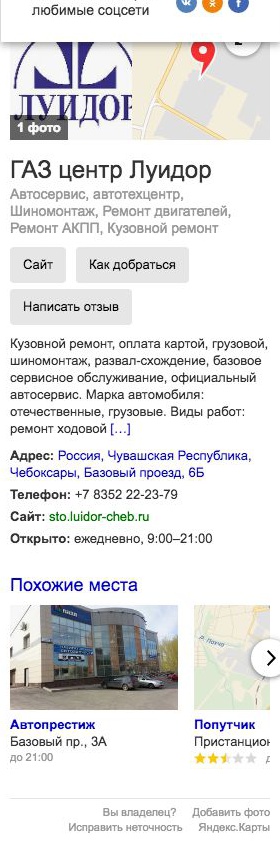 любимые соцсети
ЛУИДОР
1 фото
ГАЗ центр Луидор
Автосервис, автотехцентр,
Шиномонтаж, Ремонт двигателей,
Ремонт АКПП, Кузовной ремонт
Сайт
Как добраться
Написать отзыв
Кузовной ремонт, оплата картой, грузовой,
шиномонтаж, развал-схождение, базовое
сервисное обслуживание, официальный
автосервис. Марка автомобиля:
отечественные, грузовые. Виды работ:
ремонт ходовой [...]
Адрес: Россия, Чувашская Республика,
Чебоксары, Базовый проезд, 6Б
Телефон: +7 8352 22-23-79
Сайт: sto.luidor-cheb.ru
Открыто: ежедневно, 9:00–21:00
Похожие места
Автопрестиж
Базовый пр., 3А
до 21:00
Попутчик
Пристанцион
Вы владелец? Добавить фото
Исправить неточность Яндекс.Карты